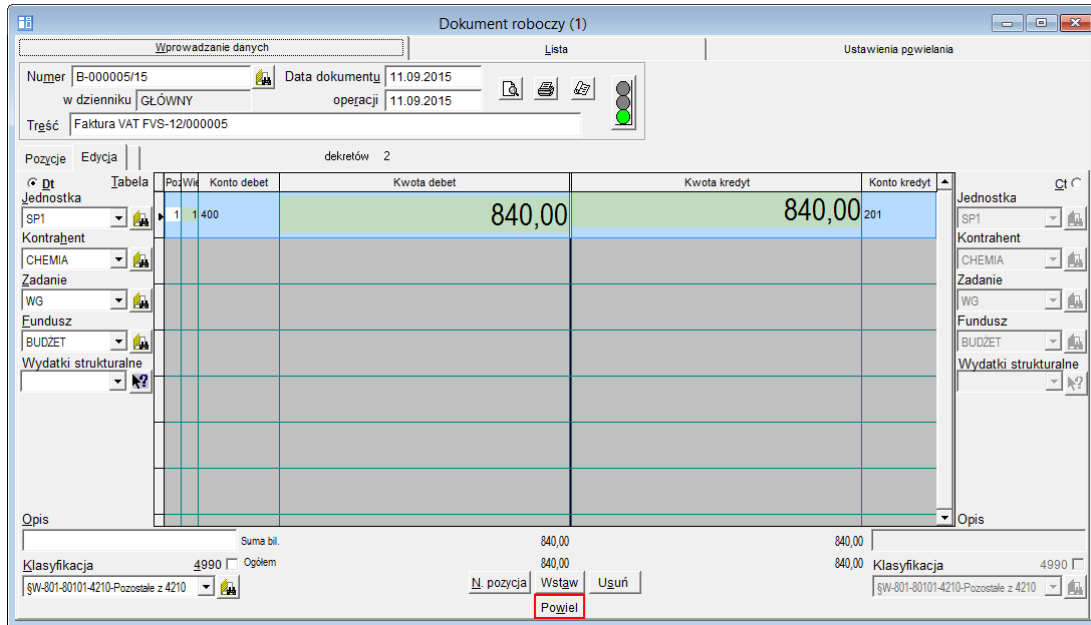 Dokument roboczy (1)
Wprowadzanie danych Lista Ustawienia powielania
Numer B-000005/15 Data dokumentu 11.09.2015
w dzienniku GŁÓWNY operacji 11.09.2015
Treść Faktura VAT FVS-12/000005
Pozycje Edycja dekretów 2
Dt Tabela Poz Wie Konto debet Kwota debet Kwota kredyt Konto kredyt Ct
Jednostka Jednostka
SP1 1 1 400 840,00 840,00 201 SP1
Kontrahent Kontrahent
CHEMIA CHEMIA
Zadanie Zadanie
WG WG
Fundusz Fundusz
BUDŻET BUDŻET
Wydatki strukturalne Wydatki strukturalne
Opis Opis
Suma bil. 840,00 840,00
Klasyfikacja 4990 Ogółem 840,00 840,00 Klasyfikacja 4990
§W-801-80101-4210-Pozostałe z 4210 N. pozycja Wstaw Usuń §W-801-80101-4210-Pozostałe z 4210
Powiel